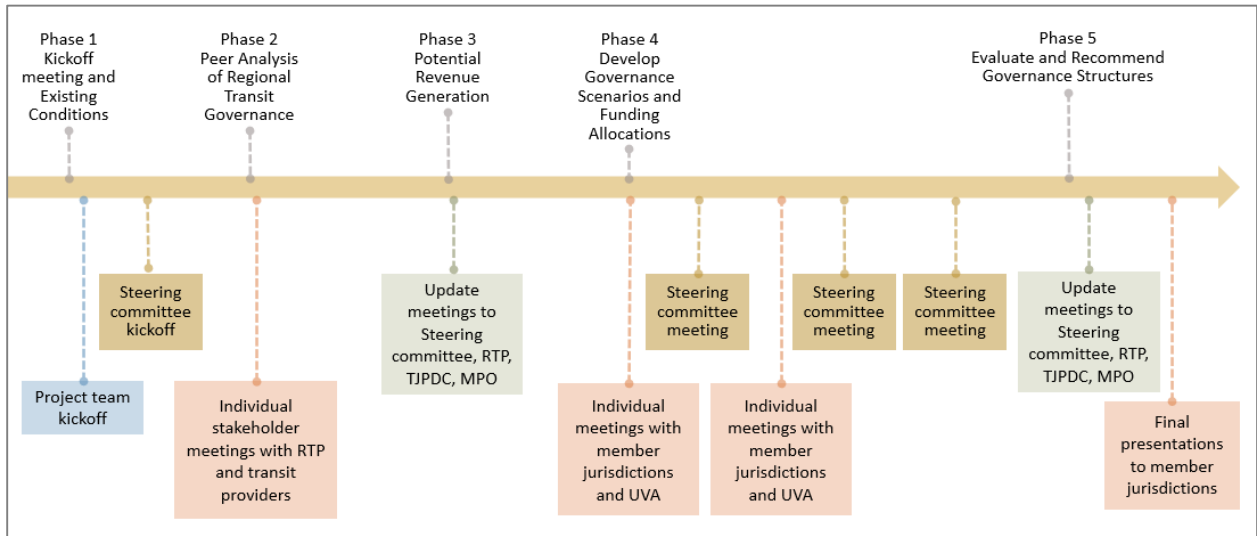 Phase 1
Kickoff
meeting and
Existing
Conditions
Phase 2
Peer Analysis
of Regional
Transit
Governance
Phase 3
Potential
Revenue
Generation
Phase 4
Develop
Governance
Scenarios and
Funding
Allocations
Phase 5
Evaluate and Recommend
Governance Structures
Project team
kickoff
Steering
committee
kickoff
Individual
stakeholder
meetings with RTP
and transit
providers
Update
meetings to
Steering
committee, RTP,
TJPDC, MPO
Individual
meetings with
member
jurisdictions
and UVA
Steering
committee
meeting
Individual
meetings with
member
jurisdictions
and UVA
Steering
committee
meeting
Steering
committee
meeting
Update
meetings to
Steering
committee, RTP,
TJPDC, MPO
Final
presentations
to member
jurisdictions